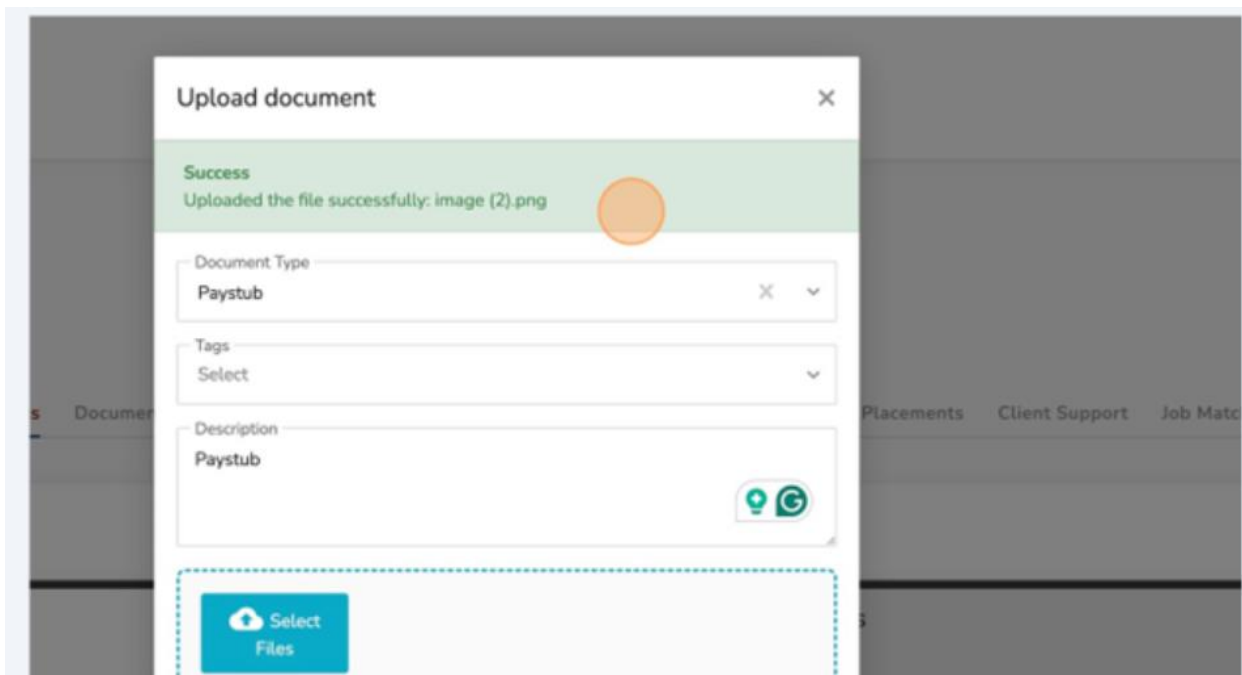 Upload document
Success
Uploaded the file successfully: image (2).png
Document Type
Paystub
Tags
Select
s Documen Placements Client Support Job Matc
Description
Paystub
Select
Files
s